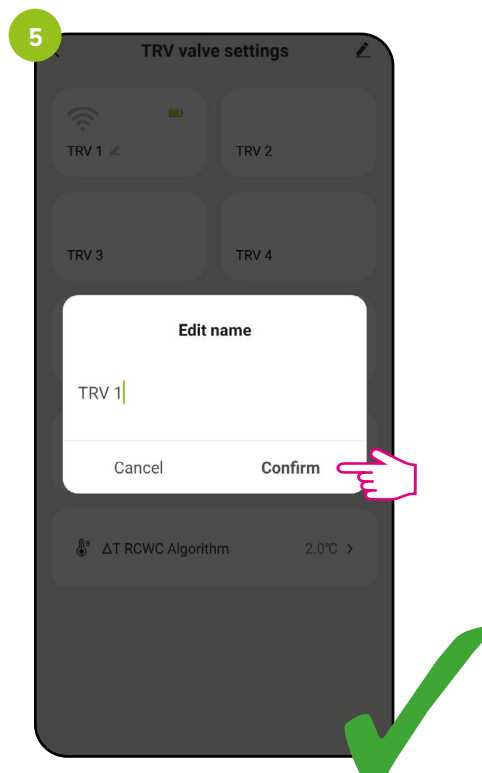 5
TRV valve settings
TRV 1
TRV 2
TRV 3
TRV 4
Edit name
TRV 1
Cancel
Confirm
ΔT RCWC Algorithm
2.0°C >